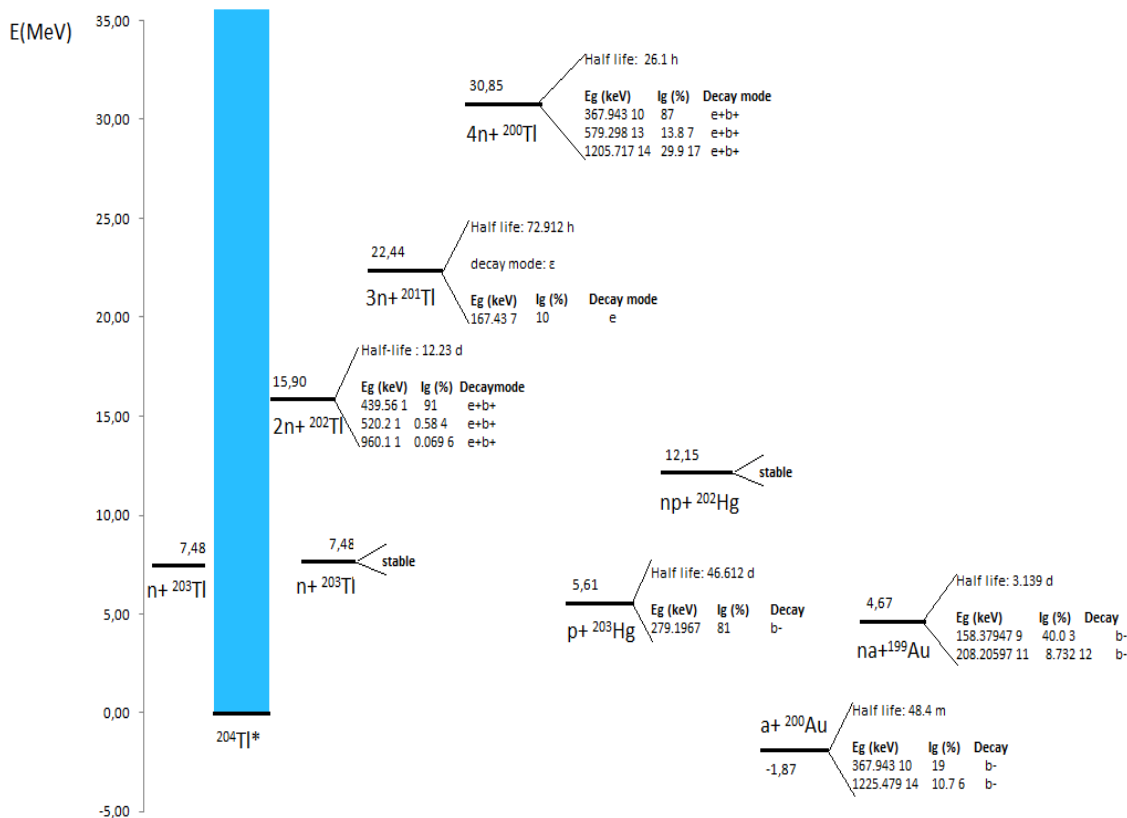 E(MeV)
35,00
30,00
25,00
20,00
15,00
10,00
5,00
0,00
-5,00
204Tl*
7,48
n+ 203Tl
7,48
n+ 203Tl
stable
15,90
2n+ 202Tl
Half-life : 12.23 d
Eg (keV) Ig (%) Decaymode
439.56 1 91 e+b+
520.2 1 0.58 4 e+b+
960.1 1 0.069 6 e+b+
22,44
3n+ 201Tl
Half life: 72.912 h
decay mode: ε
Eg (keV) Ig (%) Decay mode
167.43 7 10 e
30,85
4n+ 200Tl
Half life: 26.1 h
Eg (keV) Ig (%) Decay mode
367.943 10 87 e+b+
579.298 13 13.8 7 e+b+
1205.717 14 29.9 17 e+b+
12,15
np+ 202Hg
stable
5,61
p+ 203Hg
Half life: 46.612 d
Eg (keV) Ig (%) Decay
279.1967 81 b-
4,67
na+199Au
Half life: 3.139 d
Eg (keV) Ig (%) Decay
158.37947 9 40.0 3 b-
208.20597 11 8.732 12 b-
a+ 200Au
-1,87
Half life: 48.4 m
Eg (keV) Ig (%) Decay
367.943 10 19 b-
1225.479 14 10.7 6 b-